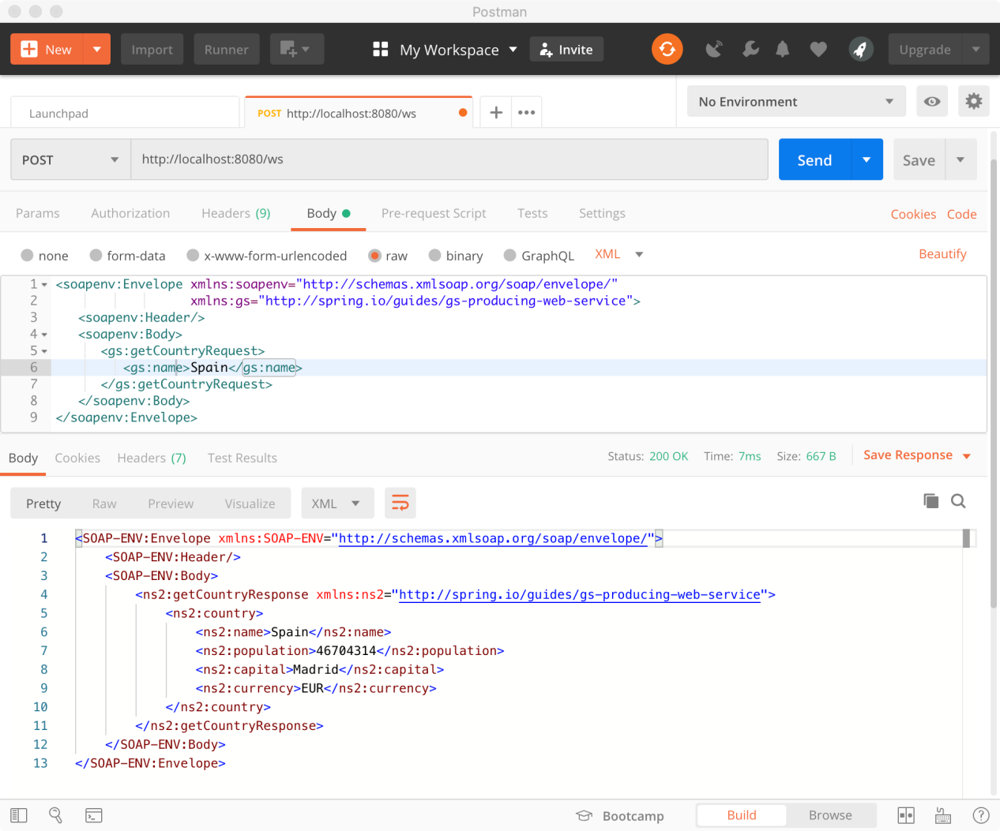 Postman
New Import Runner My Workspace Invite Upgrade
Launchpad POST http://localhost:8080/ws + ••• No Environment
POST http://localhost:8080/ws Send Save
Params Authorization Headers (9) Body Pre-request Script Tests Settings Cookies Code
none form-data x-www-form-urlencoded raw binary GraphQL XML Beautify
1 <soapenv:Envelope xmlns:soapenv="http://schemas.xmlsoap.org/soap/envelope/"
2 xmlns:gs="http://spring.io/guides/gs-producing-web-service">
3 <soapenv:Header/>
4 <soapenv:Body>
5 <gs:getCountryRequest>
6 <gs:name>Spain</gs:name>
7 </gs:getCountryRequest>
8 </soapenv:Body>
9 </soapenv:Envelope>
Body Cookies Headers (7) Test Results Status: 200 OK Time: 7ms Size: 667 B Save Response
Pretty Raw Preview Visualize XML
1 <SOAP-ENV:Envelope xmlns:SOAP-ENV="http://schemas.xmlsoap.org/soap/envelope/">
2 <SOAP-ENV:Header/>
3 <SOAP-ENV:Body>
4 <ns2:getCountryResponse xmlns:ns2="http://spring.io/guides/gs-producing-web-service">
5 <ns2:country>
6 <ns2:name>Spain</ns2:name>
7 <ns2:population>46704314</ns2:population>
8 <ns2:capital>Madrid</ns2:capital>
9 <ns2:currency>EUR</ns2:currency>
10 </ns2:country>
11 </ns2:getCountryResponse>
12 </SOAP-ENV:Body>
13 </SOAP-ENV:Envelope>
Bootcamp Build Browse ?